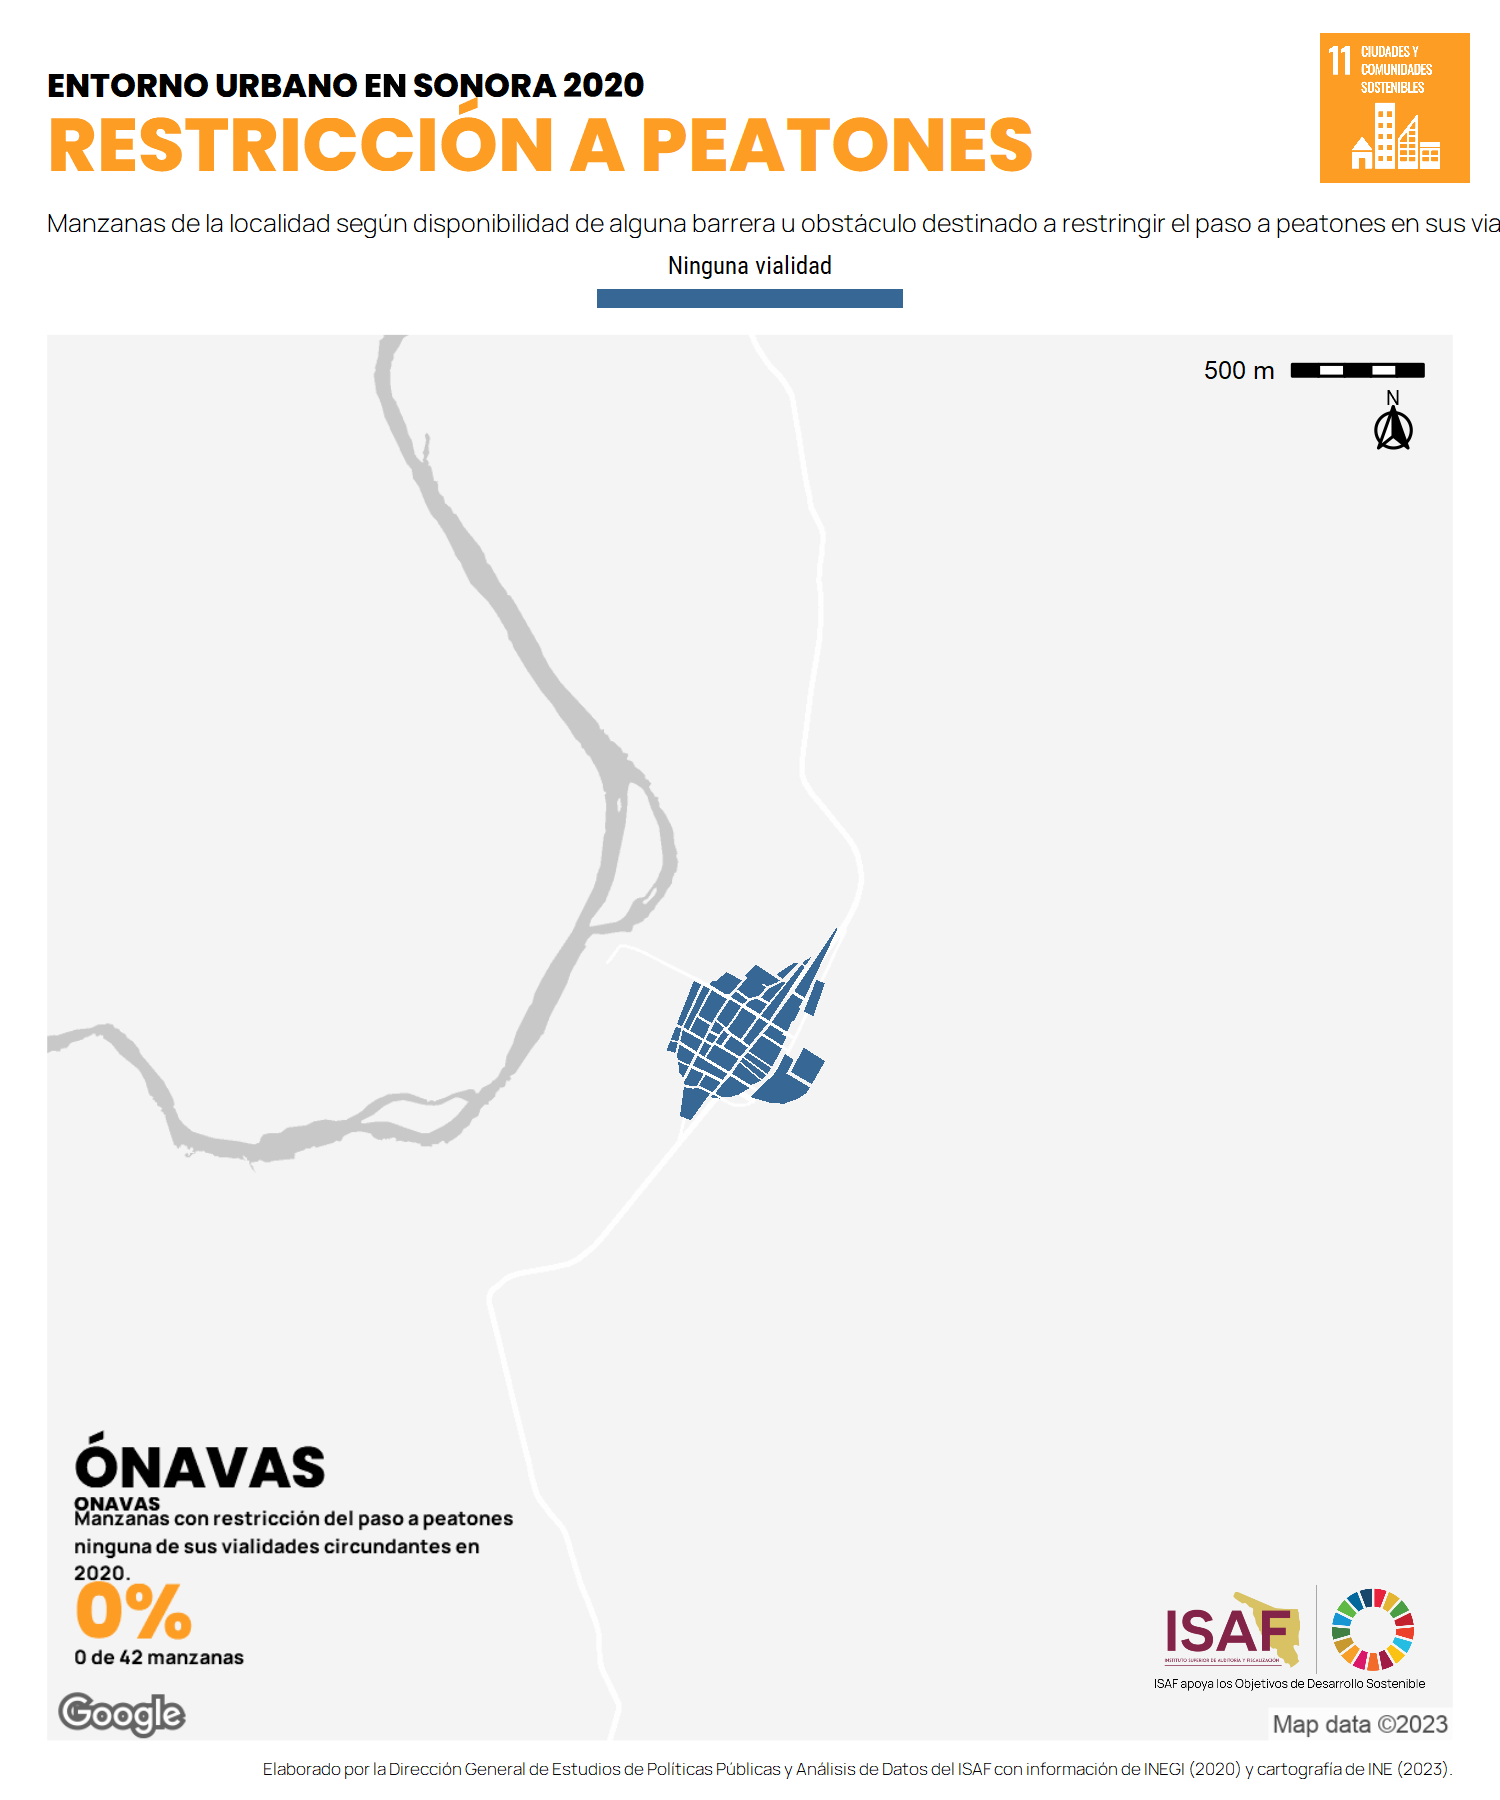 ENTORNO URBANO EN SONORA 2020
RESTRICCIÓN A PEATONES
11 CIUDADES Y
COMUNIDADES
SOSTENIBLES
Manzanas de la localidad según disponibilidad de alguna barrera u obstáculo destinado a restringir el paso a peatones en sus via
Ninguna vialidad
500 m
N
ÓNAVAS
ONAVAS
Manzanas con restricción del paso a peatones
ninguna de sus vialidades circundantes en
2020.
0%
0 de 42 manzanas
Google
ISAF
INSTITUTO SUPERIOR DE AUDITORÍA Y FISCALIZACIÓN
ISAF apoya los Objetivos de Desarrollo Sostenible
Map data ©2023
Elaborado por la Dirección General de Estudios de Políticas Públicas y Análisis de Datos del ISAF con información de INEGI (2020) y cartografía de INE (2023).